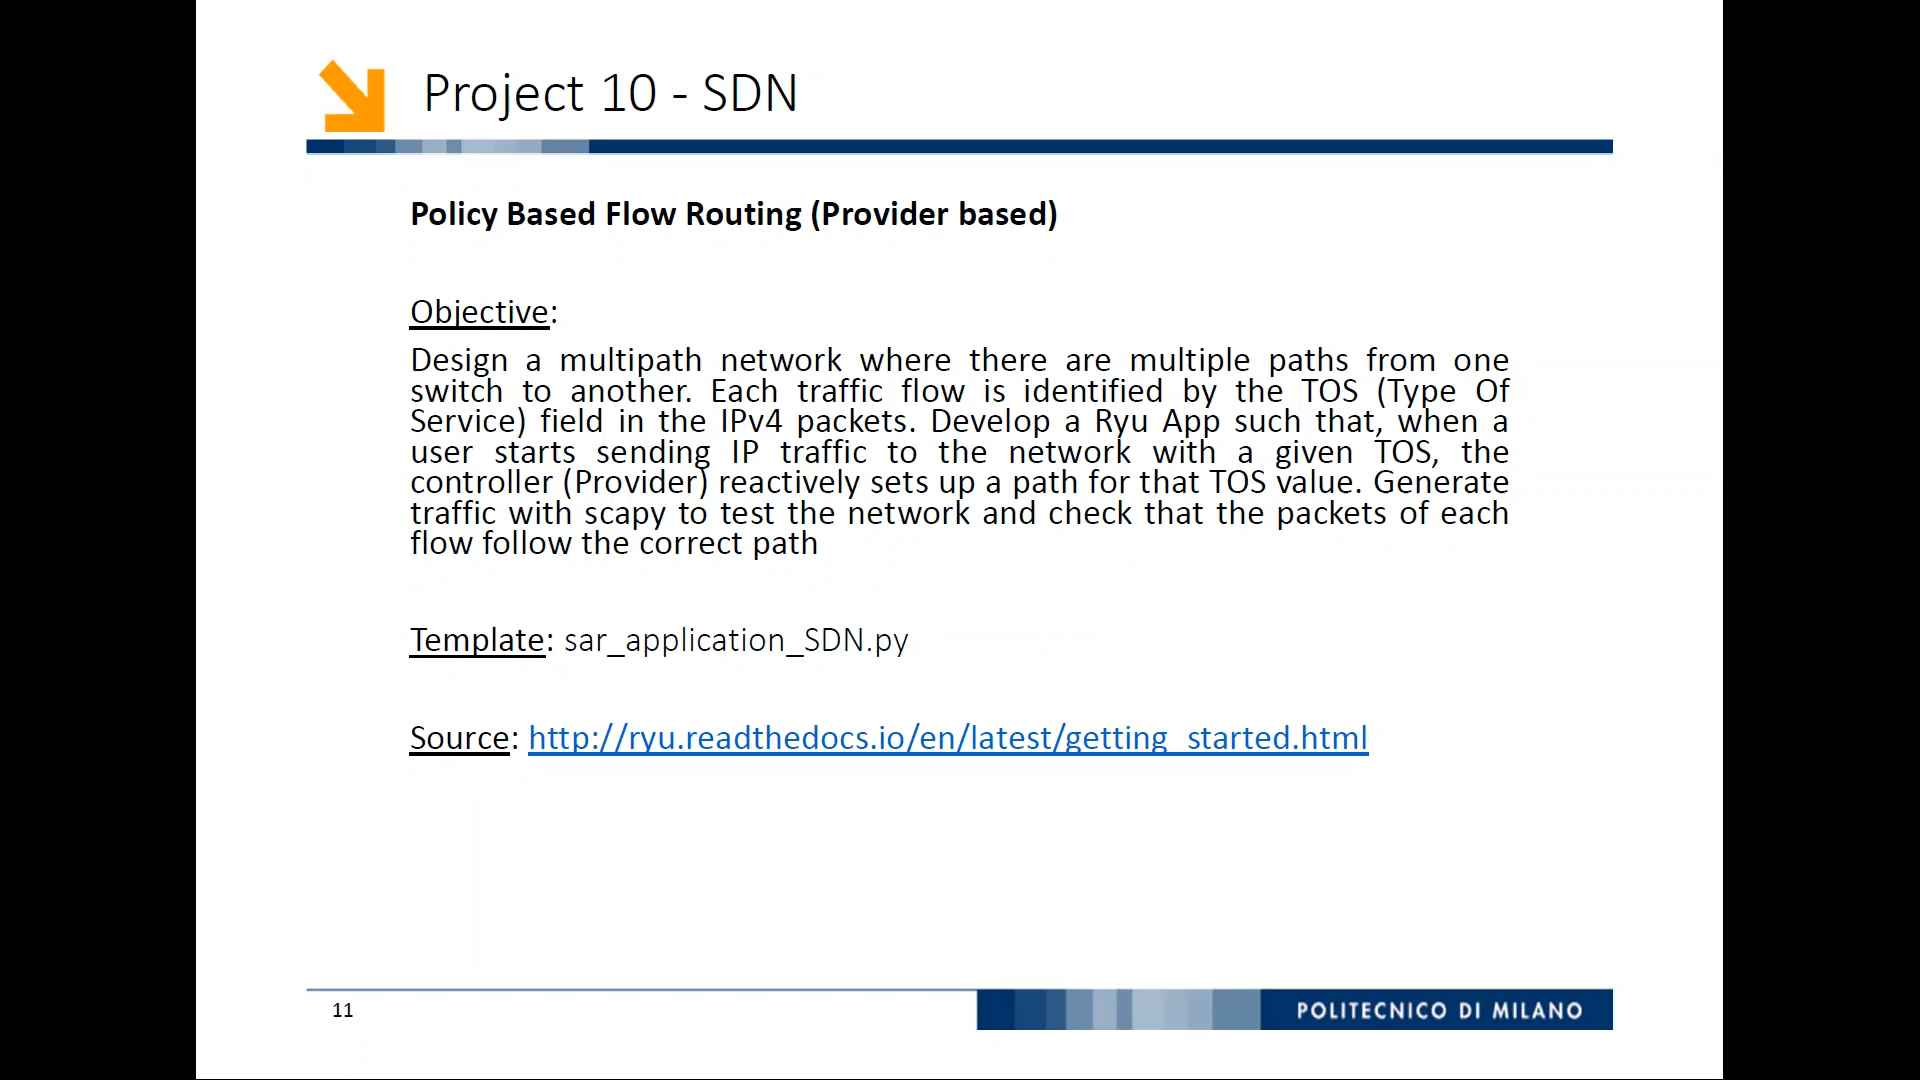 Project 10 - SDN
Policy Based Flow Routing (Provider based)
Objective:
Design a multipath network where there are multiple paths from one
switch to another. Each traffic flow is identified by the TOS (Type Of
Service) field in the IPv4 packets. Develop a Ryu App such that, when a
user starts sending IP traffic to the network with a given TOS, the
controller (Provider) reactively sets up a path for that TOS value. Generate
traffic with scapy to test the network and check that the packets of each
flow follow the correct path
Template: sar_application_SDN.py
Source: http://ryu.readthedocs.io/en/latest/getting_started.html
11
POLITECNICO DI MILANO